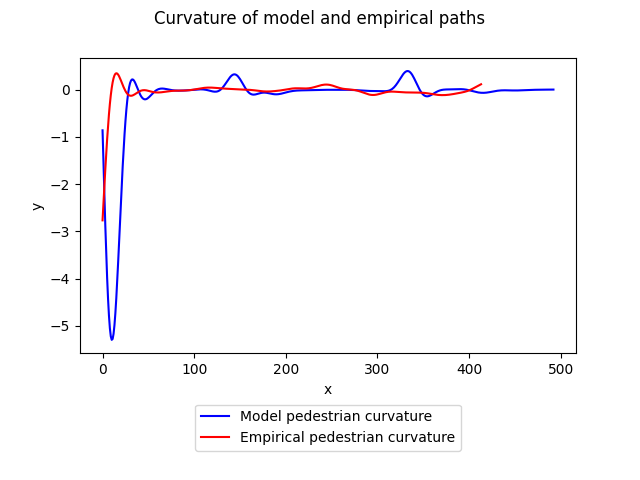 Curvature of model and empirical paths
0
−1
−2
−3
−4
−5
y
0 100 200 300 400 500
x
Model pedestrian curvature
Empirical pedestrian curvature